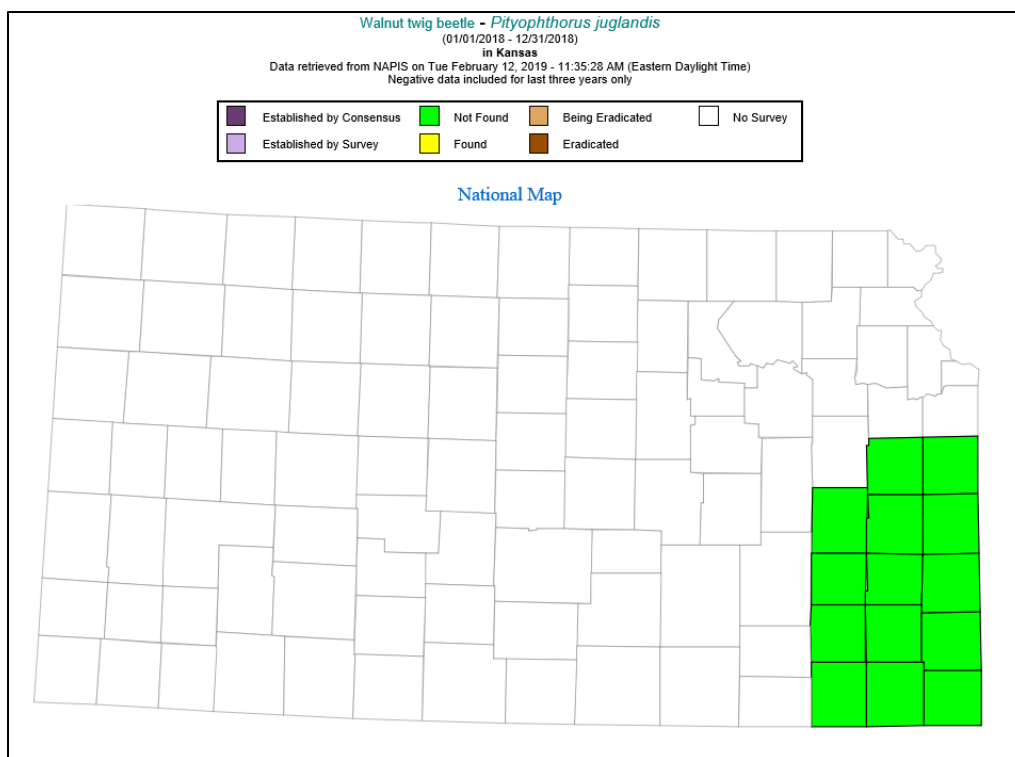 Walnut twig beetle - Pityophthorus juglandis
(01/01/2018 - 12/31/2018)
in Kansas
Data retrieved from NAPIS on Tue February 12, 2019 - 11:35:28 AM (Eastern Daylight Time)
Negative data included for last three years only
Established by Consensus Not Found Being Eradicated No Survey
Established by Survey Found Eradicated
National Map